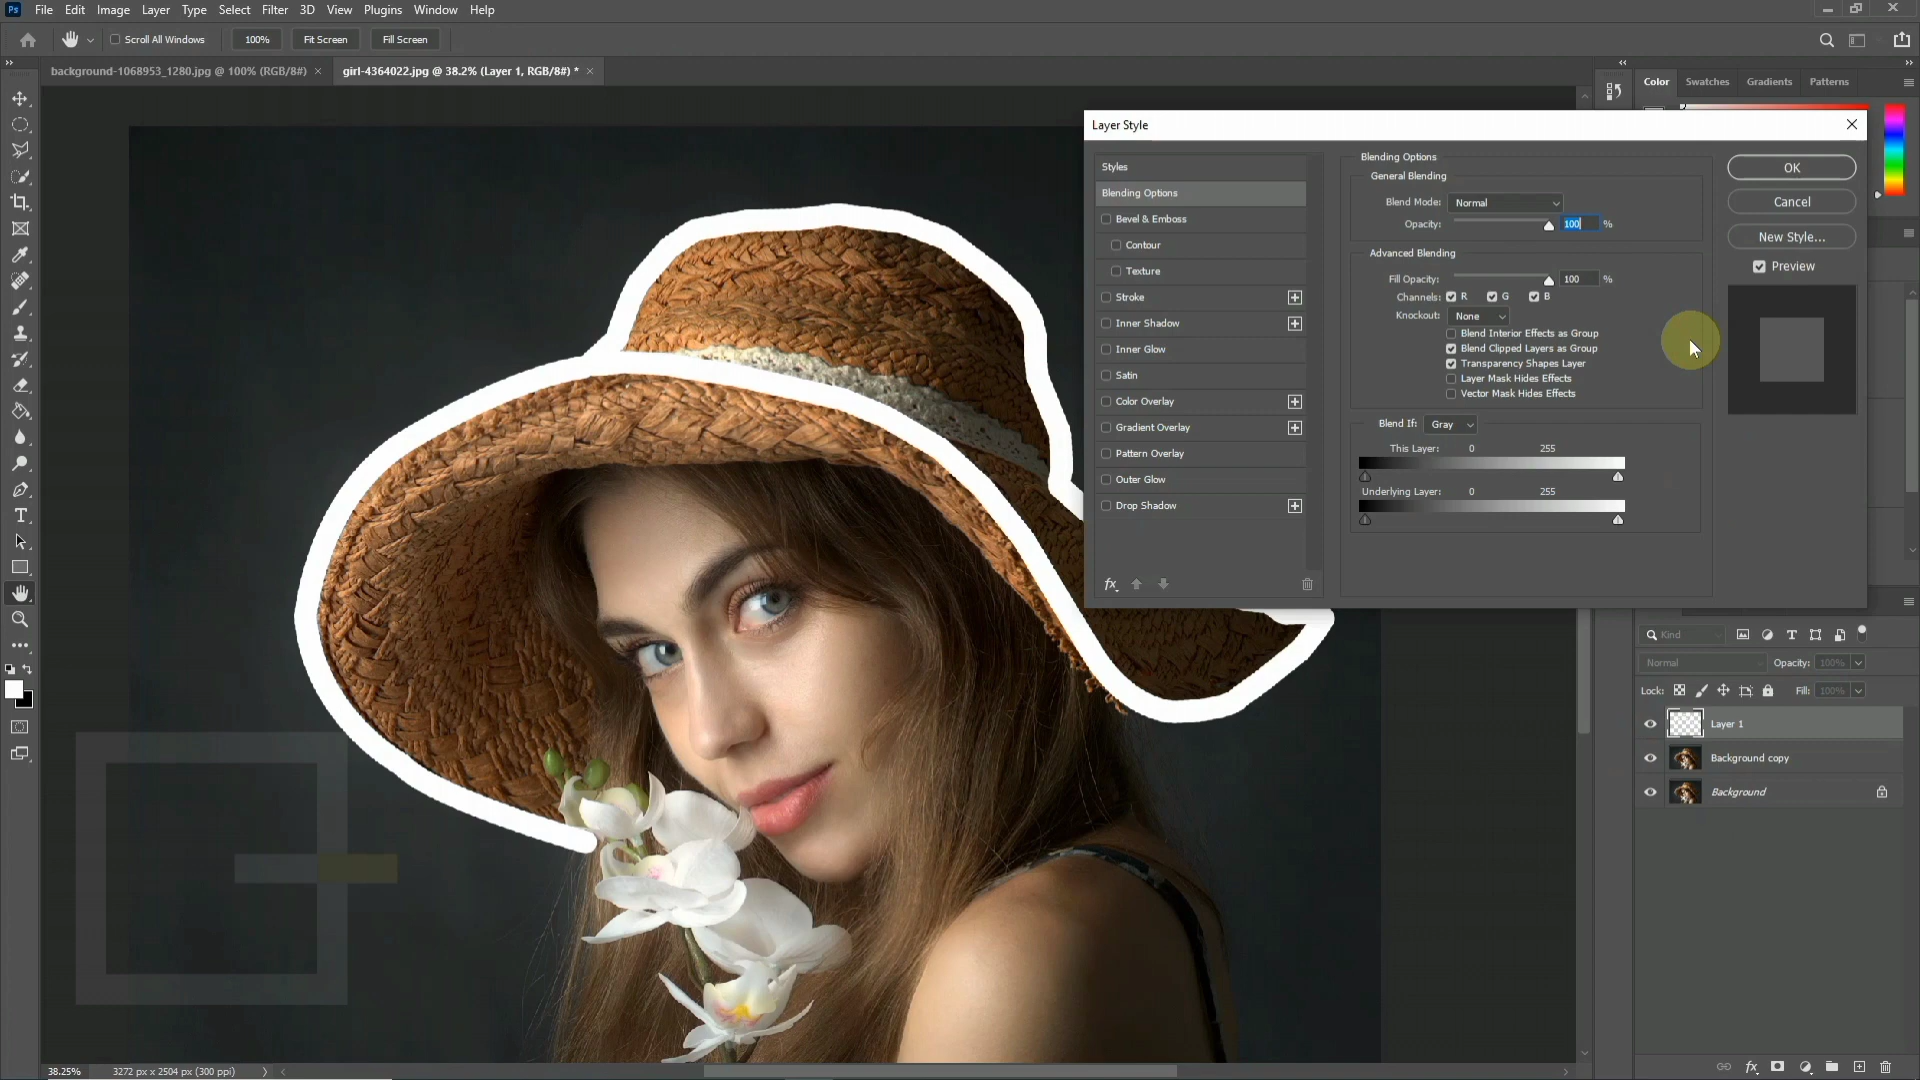 Ps File Edit Image Layer Type Select Filter 3D View Plugins Window Help
Scroll All Windows 100% Fit Screen Fill Screen
background-1068953_1280.jpg @ 100% (RGB/8#) × girl-4364022.jpg @ 38.2% (Layer 1, RGB/8#) * ×
Color Swatches Gradients Patterns
Layer Style
Styles
Blending Options
Bevel & Emboss
Contour
Texture
Stroke
Inner Shadow
Inner Glow
Satin
Color Overlay
Gradient Overlay
Pattern Overlay
Outer Glow
Drop Shadow
fx
Blending Options
General Blending
Blend Mode: Normal
Opacity: 100 %
Advanced Blending
Fill Opacity: 100 %
Channels: R G B
Knockout: None
Blend Interior Effects as Group
Blend Clipped Layers as Group
Transparency Shapes Layer
Layer Mask Hides Effects
Vector Mask Hides Effects
Blend If: Gray
This Layer: 0 255
Underlying Layer: 0 255
OK
Cancel
New Style...
Preview
Kind
Normal Opacity: 100%
Lock: Fill: 100%
Layer 1
Background copy
Background
fx
38.25% 3272 px x 2504 px (300 ppi)